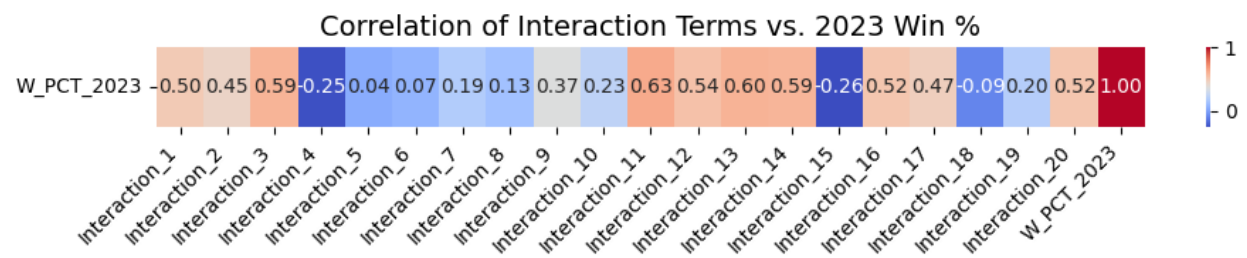 Correlation of Interaction Terms vs. 2023 Win %
W_PCT_2023 0.50 0.45 0.59 -0.25 0.04 0.07 0.19 0.13 0.37 0.23 0.63 0.54 0.60 0.59 -0.26 0.52 0.47 -0.09 0.20 0.52 1.00
1
0
Interaction_1
Interaction_2
Interaction_3
Interaction_4
Interaction_5
Interaction_6
Interaction_7
Interaction_8
Interaction_9
Interaction_10
Interaction_11
Interaction_12
Interaction_13
Interaction_14
Interaction_15
Interaction_16
Interaction_17
Interaction_18
Interaction_19
Interaction_20
W_PCT_2023